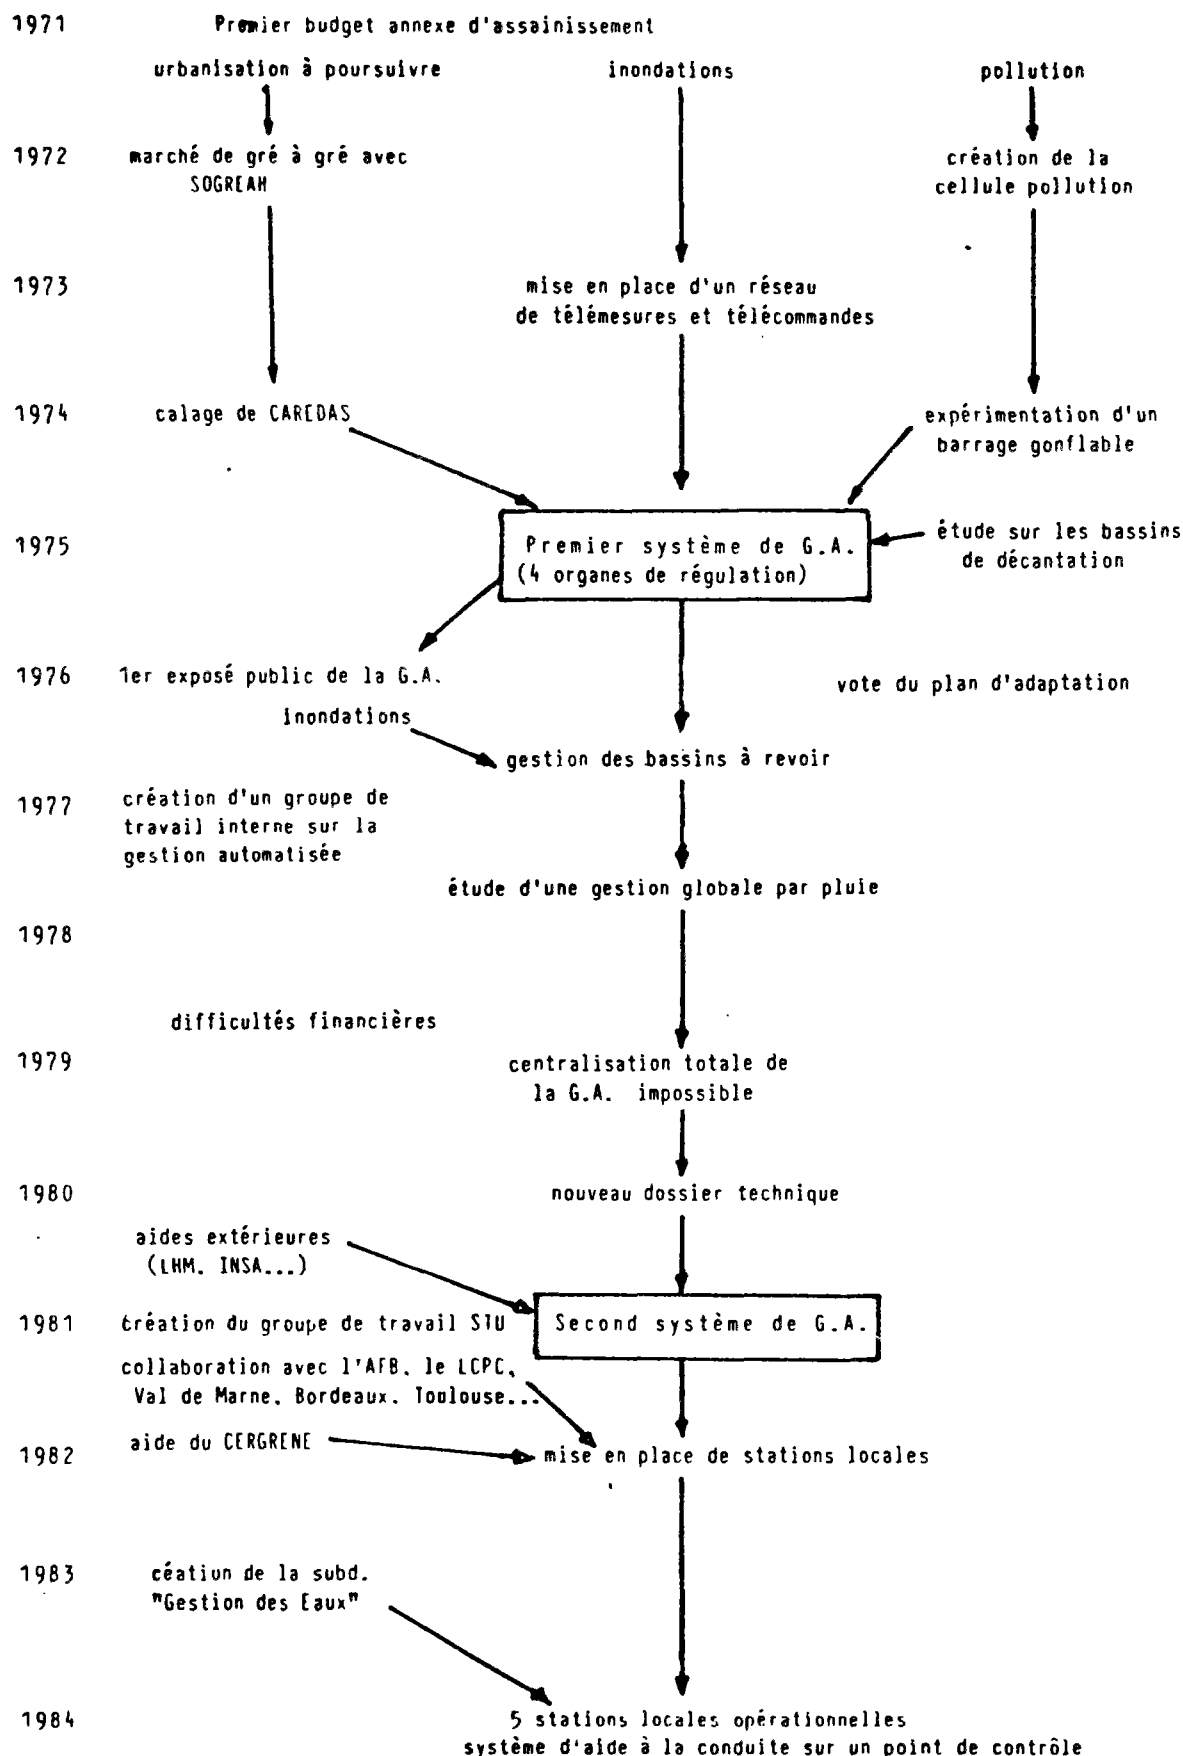 1971 Premier budget annexe d'assainissement
urbanisation à poursuivre inondations pollution
1972 marché de gré à gré avec
SOGREAH
création de la
cellule pollution
1973 mise en place d'un réseau
de télémesures et télécommandes
1974 calage de CAREDAS
expérimentation d'un
barrage gonflable
1975 Premier système de G.A.
(4 organes de régulation)
étude sur les bassins
de décantation
1976 1er exposé public de la G.A.
vote du plan d'adaptation
inondations
gestion des bassins à revoir
1977 création d'un groupe de
travail interne sur la
gestion automatisée
étude d'une gestion globale par pluie
1978
difficultés financières
1979 centralisation totale de
la G.A. impossible
1980 nouveau dossier technique
aides extérieures
(LHM. INSA...)
1981 création du groupe de travail STU Second système de G.A.
collaboration avec l'AFB. le LCPC,
Val de Marne. Bordeaux. Toulouse...
1982 aide du CERGRENE mise en place de stations locales
1983 céation de la subd.
"Gestion des Eaux"
1984 5 stations locales opérationnelles
système d'aide à la conduite sur un point de contrôle